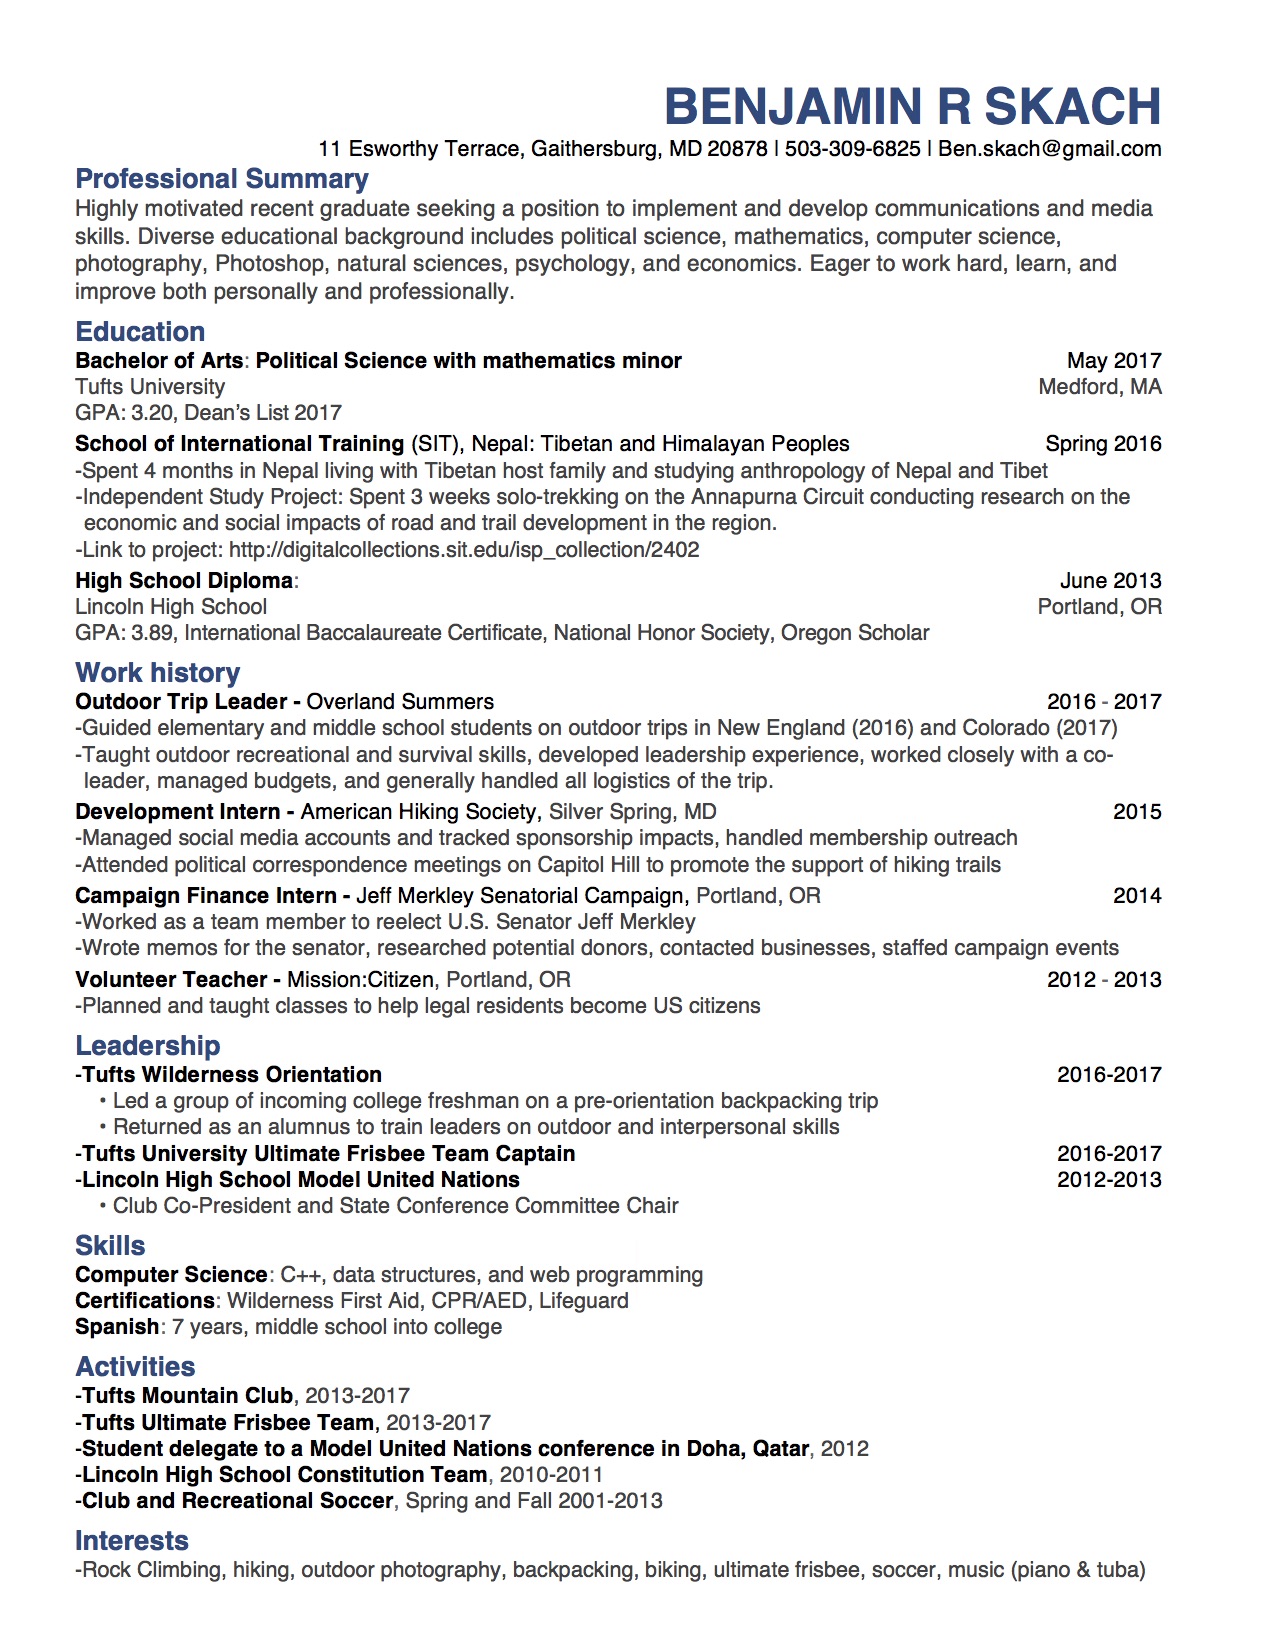 BENJAMIN R SKACH
11 Esworthy Terrace, Gaithersburg, MD 20878 | 503-309-6825 | Ben.skach@gmail.com
Professional Summary
Highly motivated recent graduate seeking a position to implement and develop communications and media
skills. Diverse educational background includes political science, mathematics, computer science,
photography, Photoshop, natural sciences, psychology, and economics. Eager to work hard, learn, and
improve both personally and professionally.
Education
Bachelor of Arts: Political Science with mathematics minor May 2017
Tufts University Medford, MA
GPA: 3.20, Dean’s List 2017
School of International Training (SIT), Nepal: Tibetan and Himalayan Peoples Spring 2016
-Spent 4 months in Nepal living with Tibetan host family and studying anthropology of Nepal and Tibet
-Independent Study Project: Spent 3 weeks solo-trekking on the Annapurna Circuit conducting research on the
economic and social impacts of road and trail development in the region.
-Link to project: http://digitalcollections.sit.edu/isp_collection/2402
High School Diploma: June 2013
Lincoln High School Portland, OR
GPA: 3.89, International Baccalaureate Certificate, National Honor Society, Oregon Scholar
Work history
Outdoor Trip Leader - Overland Summers 2016 - 2017
-Guided elementary and middle school students on outdoor trips in New England (2016) and Colorado (2017)
-Taught outdoor recreational and survival skills, developed leadership experience, worked closely with a co-
leader, managed budgets, and generally handled all logistics of the trip.
Development Intern - American Hiking Society, Silver Spring, MD 2015
-Managed social media accounts and tracked sponsorship impacts, handled membership outreach
-Attended political correspondence meetings on Capitol Hill to promote the support of hiking trails
Campaign Finance Intern - Jeff Merkley Senatorial Campaign, Portland, OR 2014
-Worked as a team member to reelect U.S. Senator Jeff Merkley
-Wrote memos for the senator, researched potential donors, contacted businesses, staffed campaign events
Volunteer Teacher - Mission:Citizen, Portland, OR 2012 - 2013
-Planned and taught classes to help legal residents become US citizens
Leadership
-Tufts Wilderness Orientation 2016-2017
• Led a group of incoming college freshman on a pre-orientation backpacking trip
• Returned as an alumnus to train leaders on outdoor and interpersonal skills
-Tufts University Ultimate Frisbee Team Captain 2016-2017
-Lincoln High School Model United Nations 2012-2013
• Club Co-President and State Conference Committee Chair
Skills
Computer Science: C++, data structures, and web programming
Certifications: Wilderness First Aid, CPR/AED, Lifeguard
Spanish: 7 years, middle school into college
Activities
-Tufts Mountain Club, 2013-2017
-Tufts Ultimate Frisbee Team, 2013-2017
-Student delegate to a Model United Nations conference in Doha, Qatar, 2012
-Lincoln High School Constitution Team, 2010-2011
-Club and Recreational Soccer, Spring and Fall 2001-2013
Interests
-Rock Climbing, hiking, outdoor photography, backpacking, biking, ultimate frisbee, soccer, music (piano & tuba)